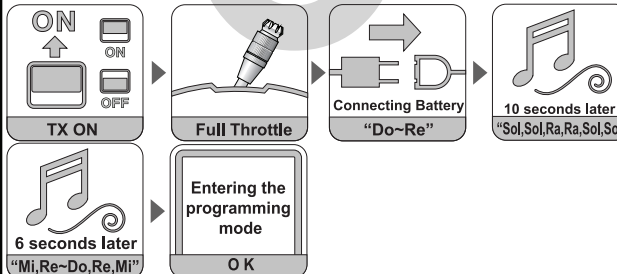 ON
ON
OFF
TX ON
Full Throttle
Connecting Battery
“Do~Re”
10 seconds later
“Sol,Sol,Ra,Ra,Sol,So
6 seconds later
“Mi,Re~Do,Re,Mi”
Entering the
programming
mode
O K